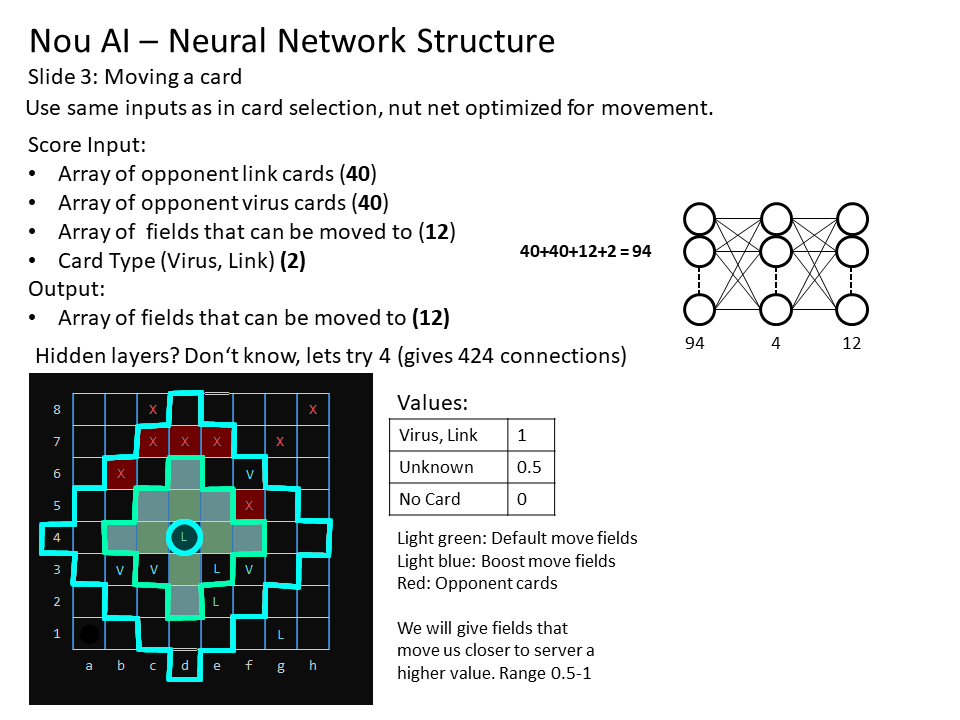 Nou AI – Neural Network Structure
Slide 3: Moving a card
Use same inputs as in card selection, nut net optimized for movement.
Score Input:
• Array of opponent link cards (40)
• Array of opponent virus cards (40)
• Array of fields that can be moved to (12)
• Card Type (Virus, Link) (2)
Output:
• Array of fields that can be moved to (12)
40+40+12+2 = 94
94 4 12
Hidden layers? Don‘t know, lets try 4 (gives 424 connections)
8 X X
7 X X X X
6 X V
5 X
4 L
3 V V L V
2 L
1 L
a b c d e f g h
Values:
Virus, Link 1
Unknown 0.5
No Card 0
Light green: Default move fields
Light blue: Boost move fields
Red: Opponent cards
We will give fields that
move us closer to server a
higher value. Range 0.5-1